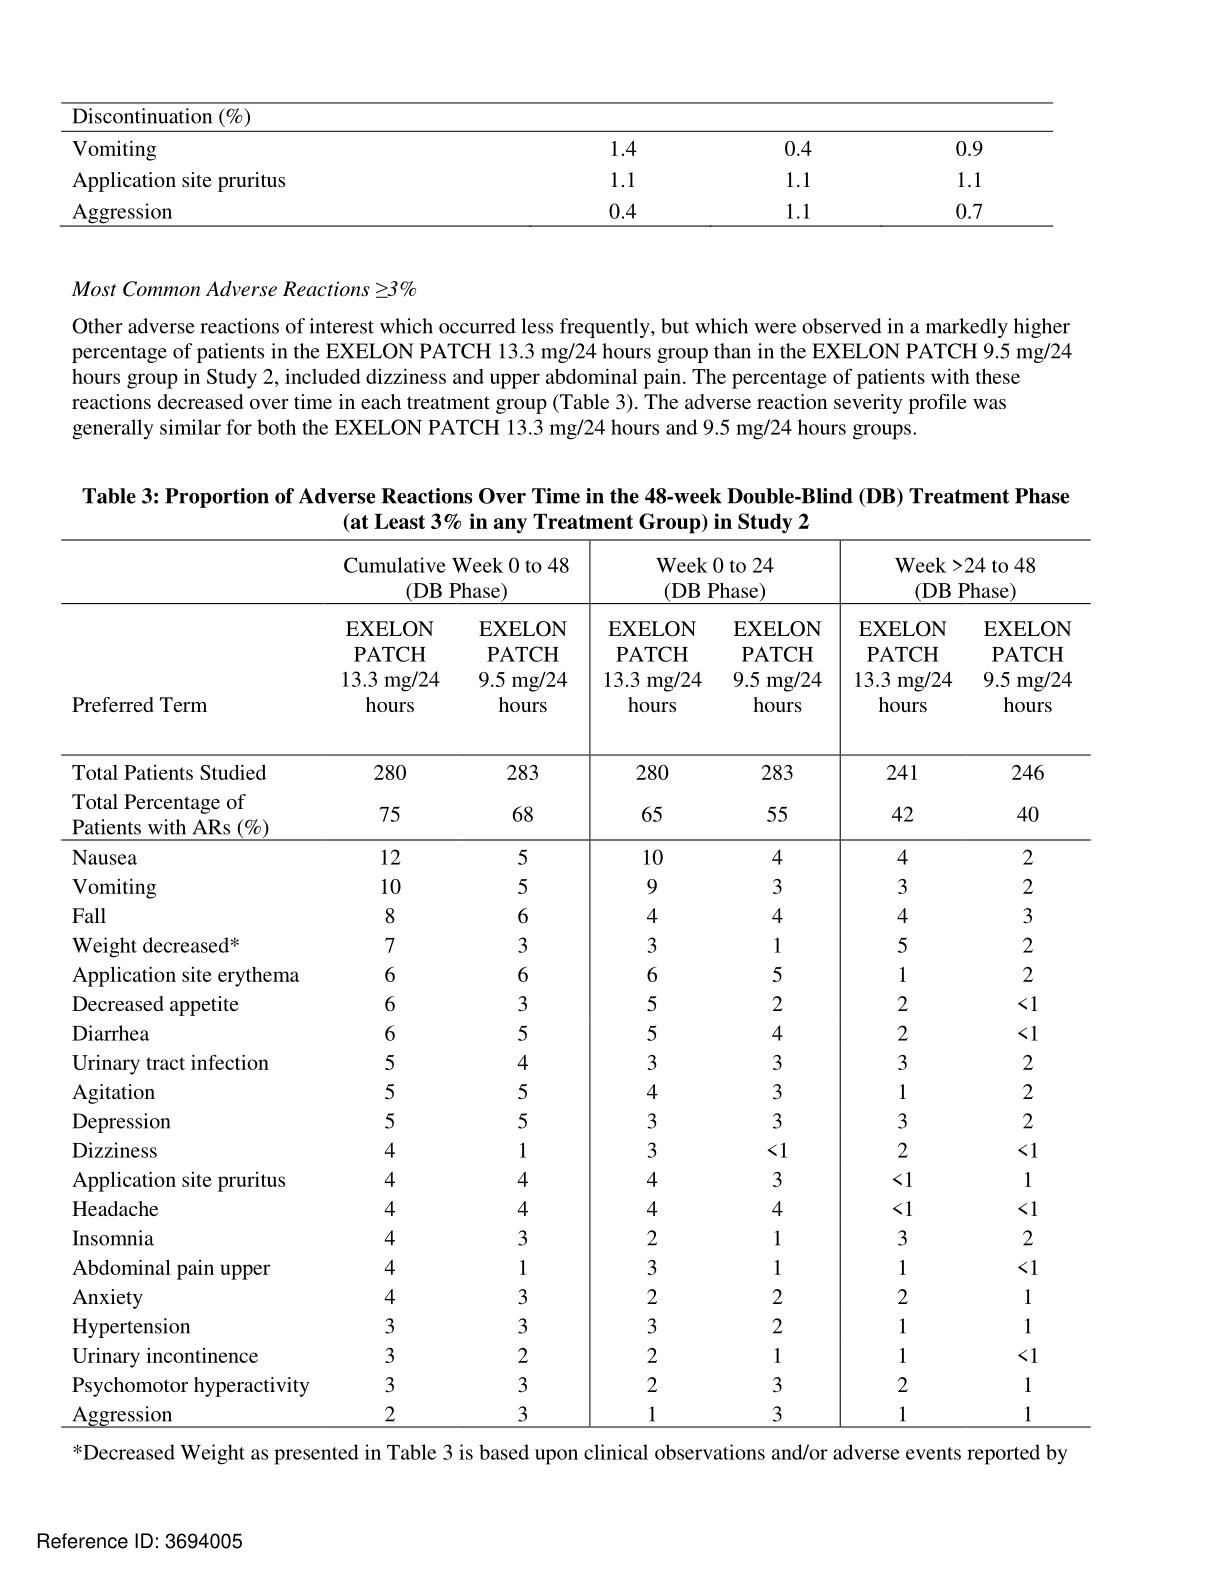 Discontinuation (%)
Vomiting 1.4 0.4 0.9
Application site pruritus 1.1 1.1 1.1
Aggression 0.4 1.1 0.7
Most Common Adverse Reactions ≥3%
Other adverse reactions of interest which occurred less frequently, but which were observed in a markedly higher
percentage of patients in the EXELON PATCH 13.3 mg/24 hours group than in the EXELON PATCH 9.5 mg/24
hours group in Study 2, included dizziness and upper abdominal pain. The percentage of patients with these
reactions decreased over time in each treatment group (Table 3). The adverse reaction severity profile was
generally similar for both the EXELON PATCH 13.3 mg/24 hours and 9.5 mg/24 hours groups.
Table 3: Proportion of Adverse Reactions Over Time in the 48-week Double-Blind (DB) Treatment Phase
(at Least 3% in any Treatment Group) in Study 2
Cumulative Week 0 to 48 Week 0 to 24 Week >24 to 48
(DB Phase) (DB Phase) (DB Phase)
EXELON EXELON EXELON EXELON EXELON EXELON
PATCH PATCH PATCH PATCH PATCH PATCH
13.3 mg/24 9.5 mg/24 13.3 mg/24 9.5 mg/24 13.3 mg/24 9.5 mg/24
Preferred Term hours hours hours hours hours hours
Total Patients Studied 280 283 280 283 241 246
Total Percentage of
Patients with ARs (%) 75 68 65 55 42 40
Nausea 12 5 10 4 4 2
Vomiting 10 5 9 3 3 2
Fall 8 6 4 4 4 3
Weight decreased* 7 3 3 1 5 2
Application site erythema 6 6 6 5 1 2
Decreased appetite 6 3 5 2 2 <1
Diarrhea 6 5 5 4 2 <1
Urinary tract infection 5 4 3 3 3 2
Agitation 5 5 4 3 1 2
Depression 5 5 3 3 3 2
Dizziness 4 1 3 <1 2 <1
Application site pruritus 4 4 4 3 <1 1
Headache 4 4 4 4 <1 <1
Insomnia 4 3 2 1 3 2
Abdominal pain upper 4 1 3 1 1 <1
Anxiety 4 3 2 2 2 1
Hypertension 3 3 3 2 1 1
Urinary incontinence 3 2 2 1 1 <1
Psychomotor hyperactivity 3 3 2 3 2 1
Aggression 2 3 1 3 1 1
*Decreased Weight as presented in Table 3 is based upon clinical observations and/or adverse events reported by
Reference ID: 3694005